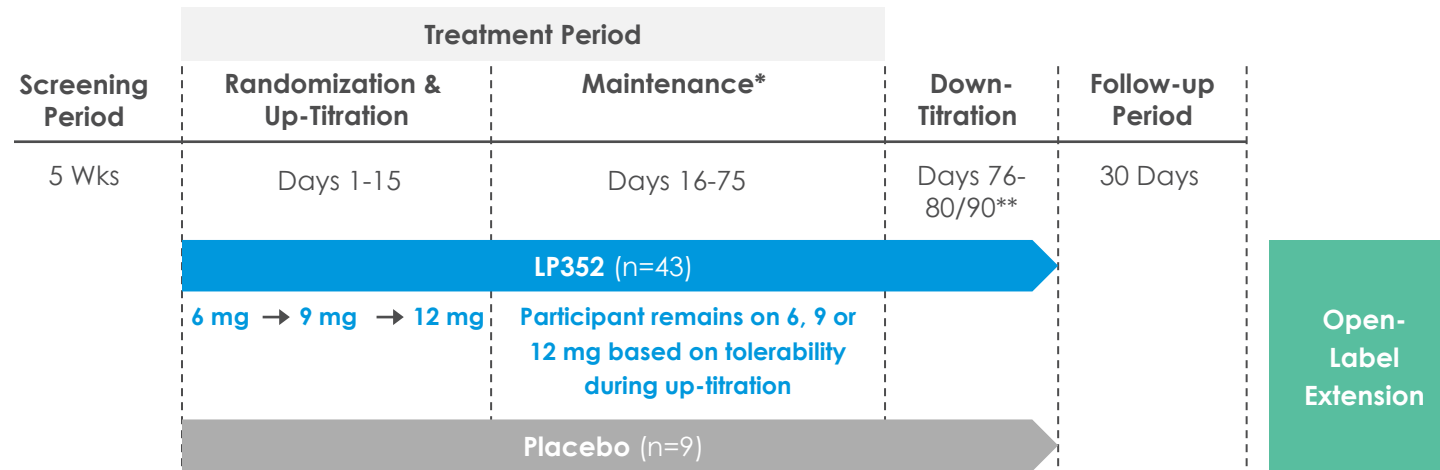 Treatment Period
Screening
Period
Randomization &
Up-Titration
Maintenance*
Down-
Titration
Follow-up
Period
5 Wks
Days 1-15
Days 16-75
Days 76-
80/90**
30 Days
LP352 (n=43)
6 mg → 9 mg → 12 mg
Participant remains on 6, 9 or
12 mg based on tolerability
during up-titration
Placebo (n=9)
Open-
Label
Extension